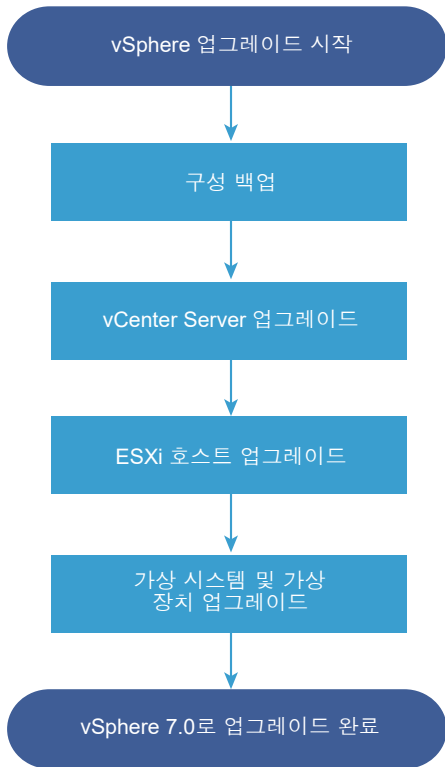 vSphere 업그레이드 시작
구성 백업
vCenter Server 업그레이드
ESXi 호스트 업그레이드
가상 시스템 및 가상
장치 업그레이드
vSphere 7.0로 업그레이드 완료